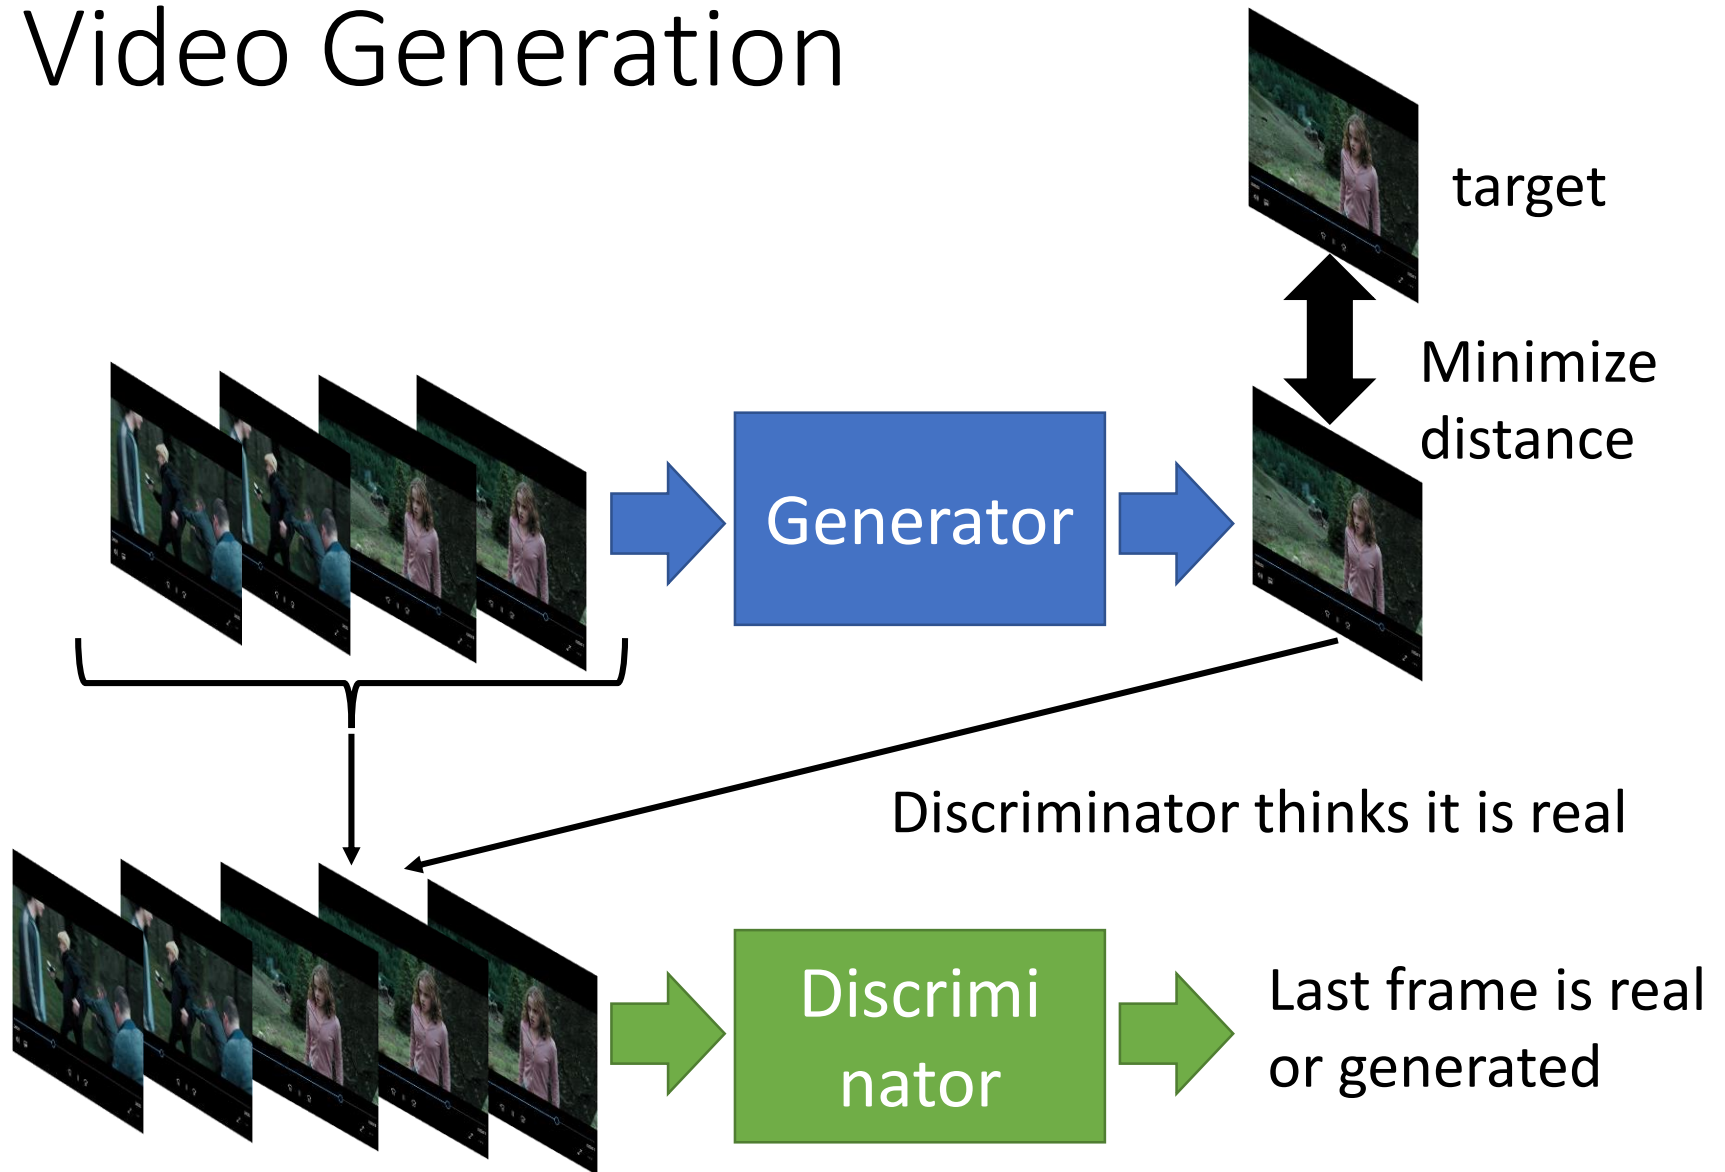 Video Generation
target
Minimize
distance
Generator
Discriminator thinks it is real
Discrimi
nator
Last frame is real
or generated